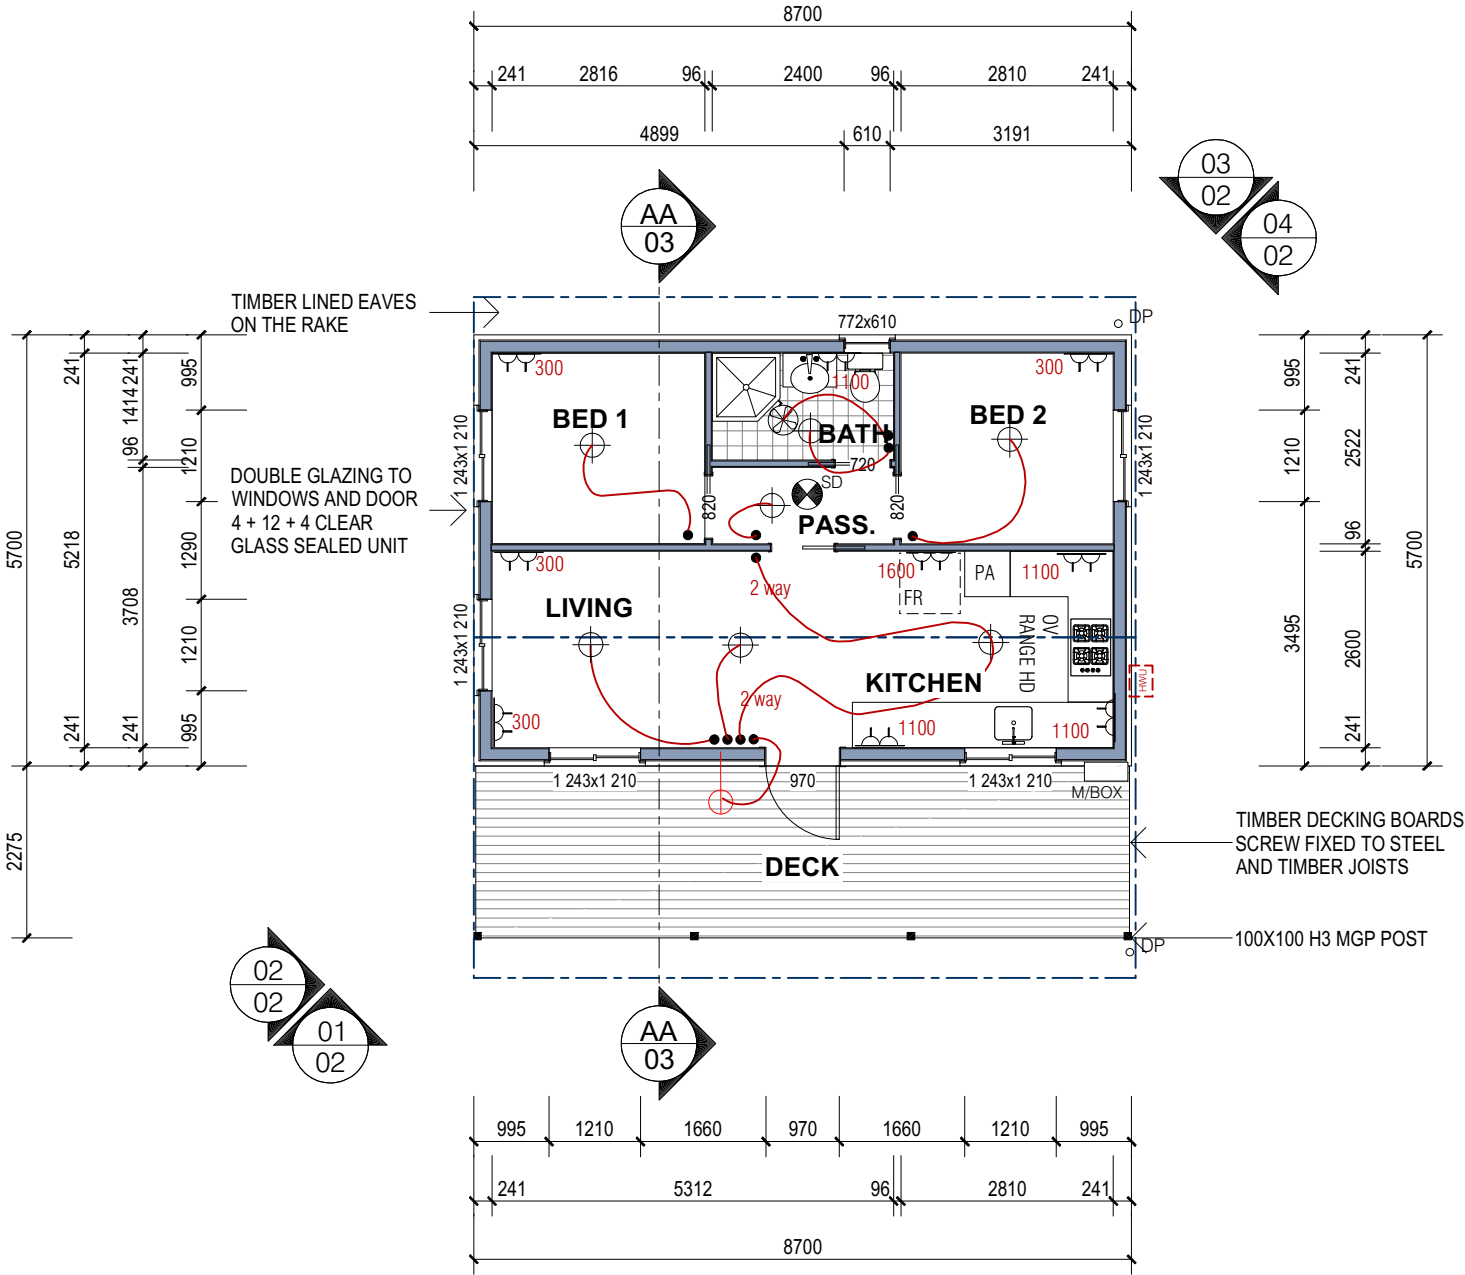 8700
241 2816 96 2400 96 2810 241
4899 610 3191
AA
03
03
02
04
02
TIMBER LINED EAVES
ON THE RAKE
DP
772x610
5700
5218
241
241
241
1414
96
3708
241
995
1210
1290
1210
995
2275
DOUBLE GLAZING TO
WINDOWS AND DOOR
4 + 12 + 4 CLEAR
GLASS SEALED UNIT
1 243x1 210
1 243x1 210
300
BED 1
1100
BATH
720
300
BED 2
1 243x1 210
SD
820
PASS.
820
300
LIVING
2 way
1600
FR
PA
1100
OV
RANGE HD
KITCHEN
HWU
2 way
300
1100
1100
1 243x1 210
970
1 243x1 210
M/BOX
DECK
995
1210
3495
241
2522
96
2600
241
5700
TIMBER DECKING BOARDS
SCREW FIXED TO STEEL
AND TIMBER JOISTS
100X100 H3 MGP POST
DP
02
02
01
02
AA
03
995 1210 1660 970 1660 1210 995
241 5312 96 2810 241
8700